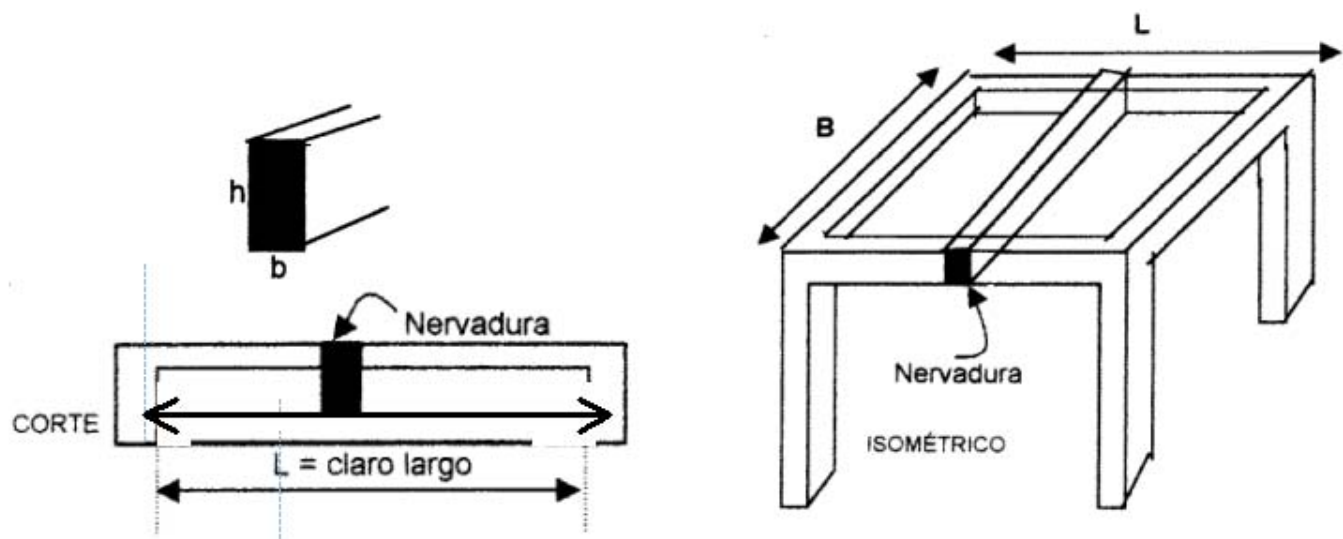 h
b
Nervadura
CORTE
L = claro largo
L
B
Nervadura
ISOMÉTRICO